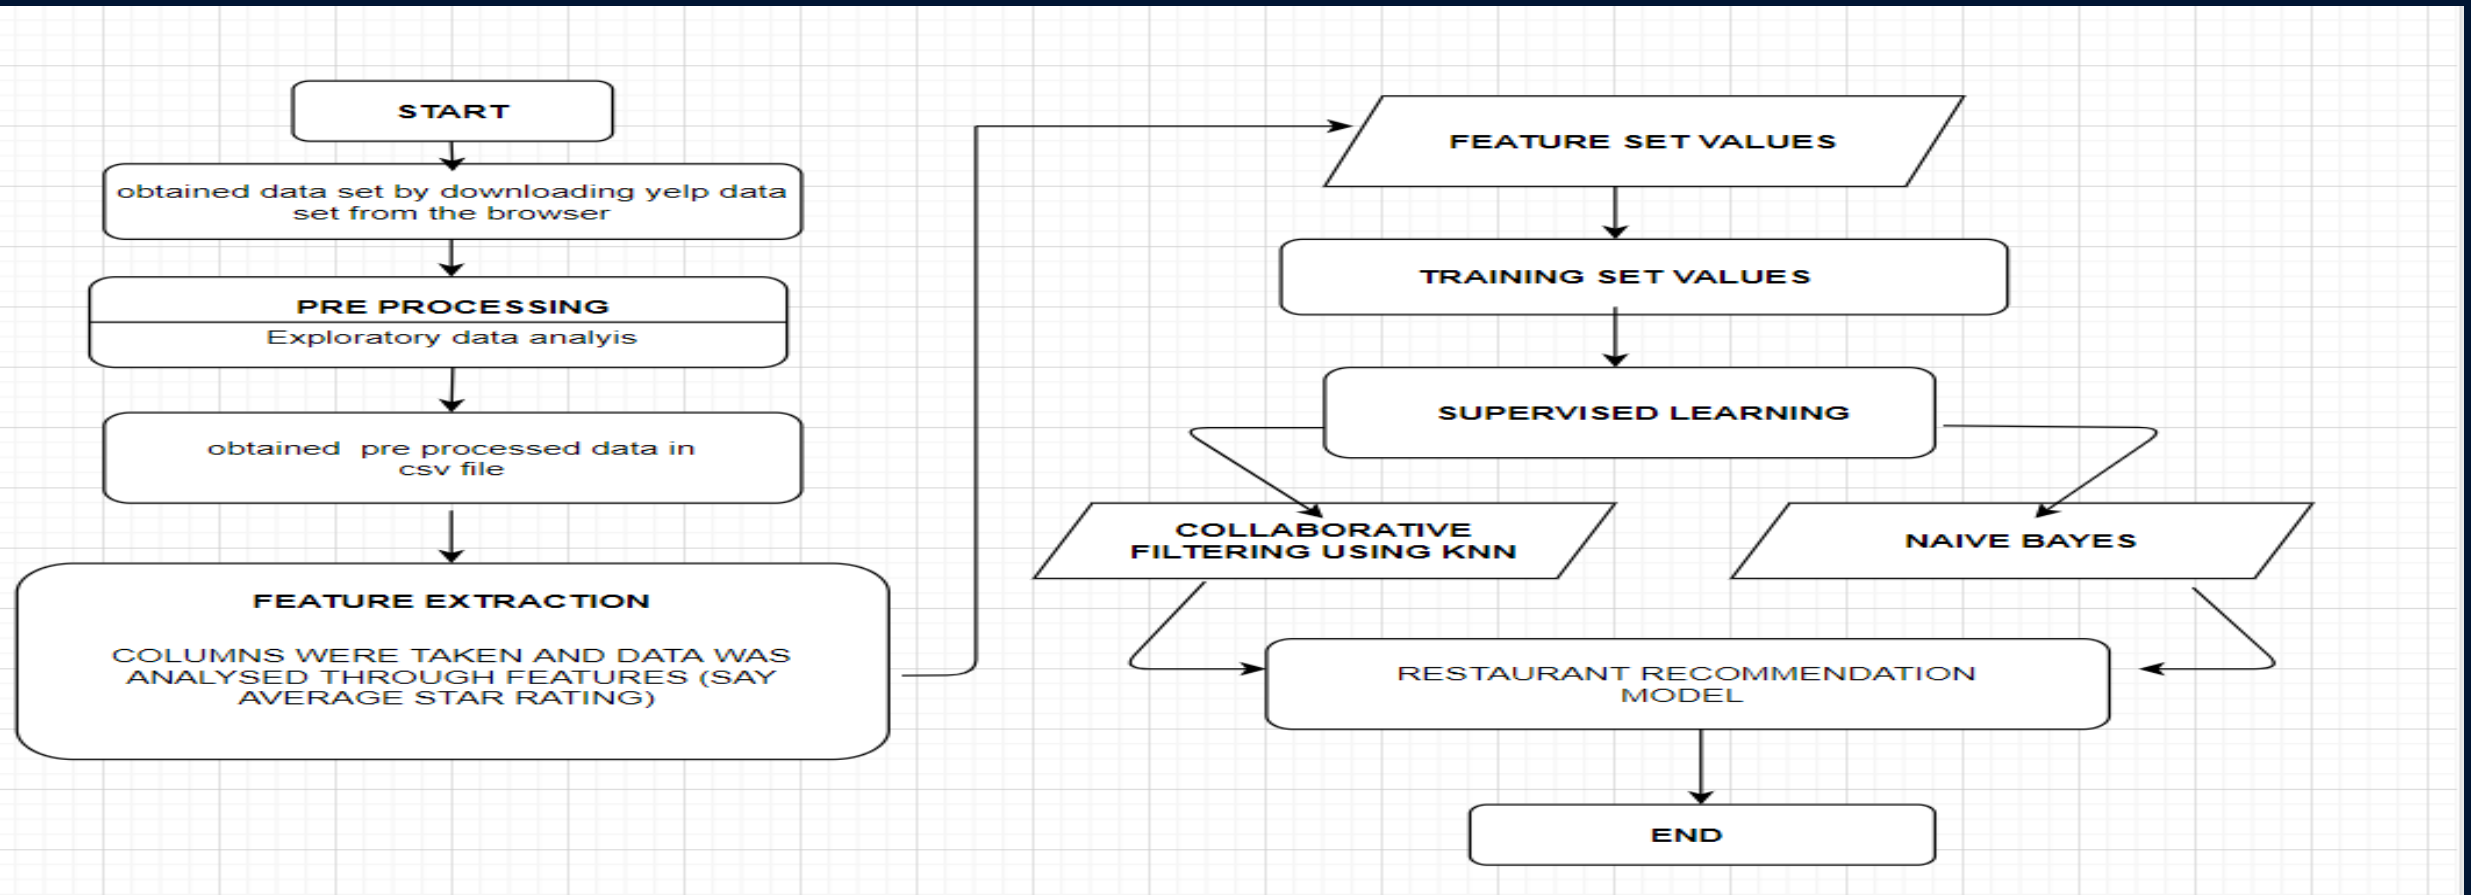 START
obtained data set by downloading yelp data
set from the browser
PRE PROCESSING
Exploratory data analyis
obtained  pre processed data in
csv file
FEATURE EXTRACTION
COLUMNS WERE TAKEN AND DATA WAS
ANALYSED THROUGH FEATURES (SAY
AVERAGE STAR RATING)
FEATURE SET VALUES
TRAINING SET VALUES
SUPERVISED LEARNING
COLLABORATIVE
FILTERING USING KNN
NAIVE BAYES
RESTAURANT RECOMMENDATION
MODEL
END